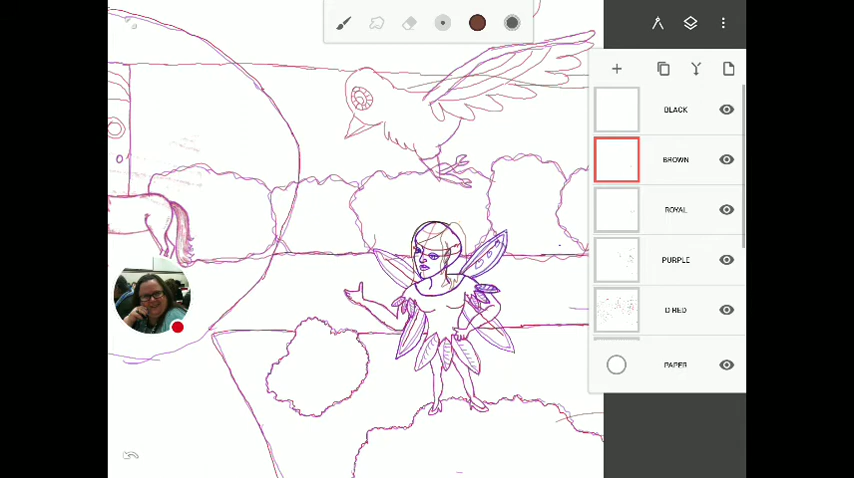 BLACK
BROWN
ROYAL
PURPLE
D RED
PAPER